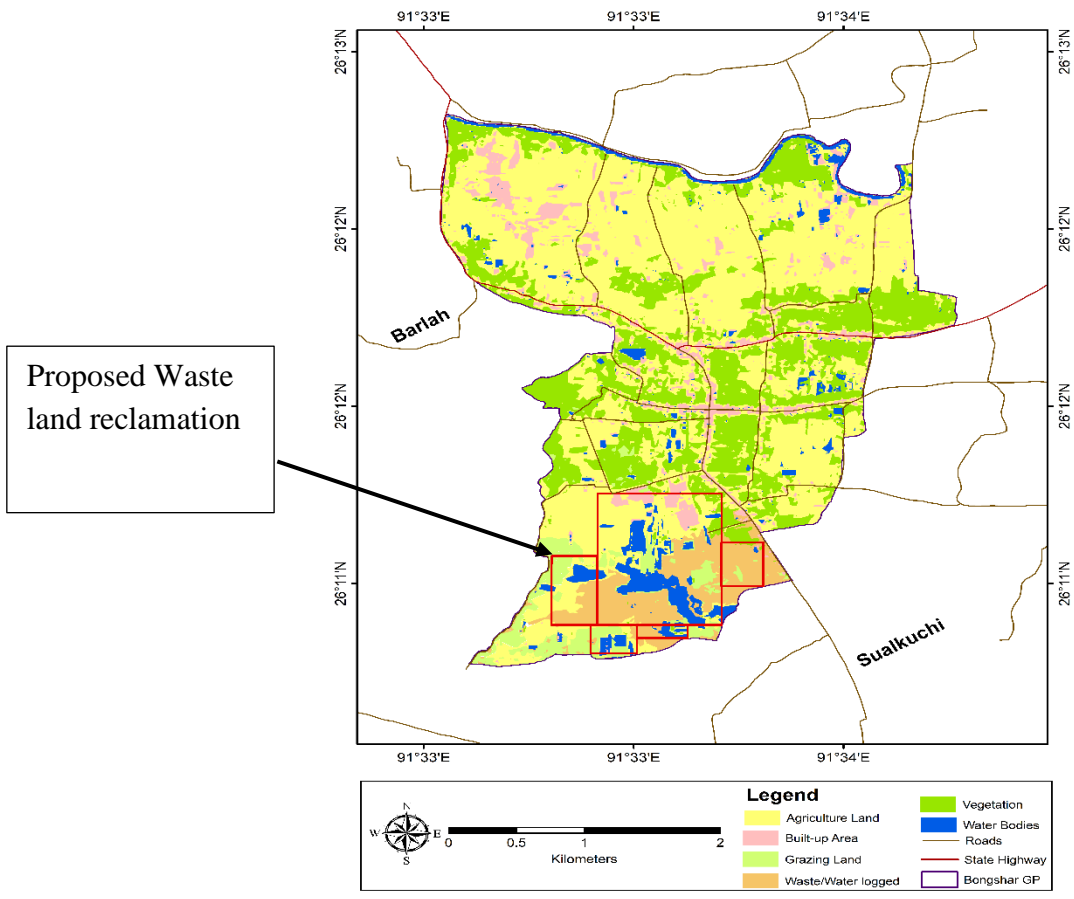 91°33'E 91°33'E 91°34'E
26°13'N 26°13'N
26°12'N 26°12'N
Barlah
Proposed Waste
land reclamation
26°12'N 26°12'N
26°11'N 26°11'N
Sualkuchi
91°33'E 91°33'E 91°34'E
N
W E
S
0 0.5 1 2
Kilometers
Legend
Agriculture Land
Built-up Area
Grazing Land
Waste/Water logged
Vegetation
Water Bodies
Roads
State Highway
Bongshar GP